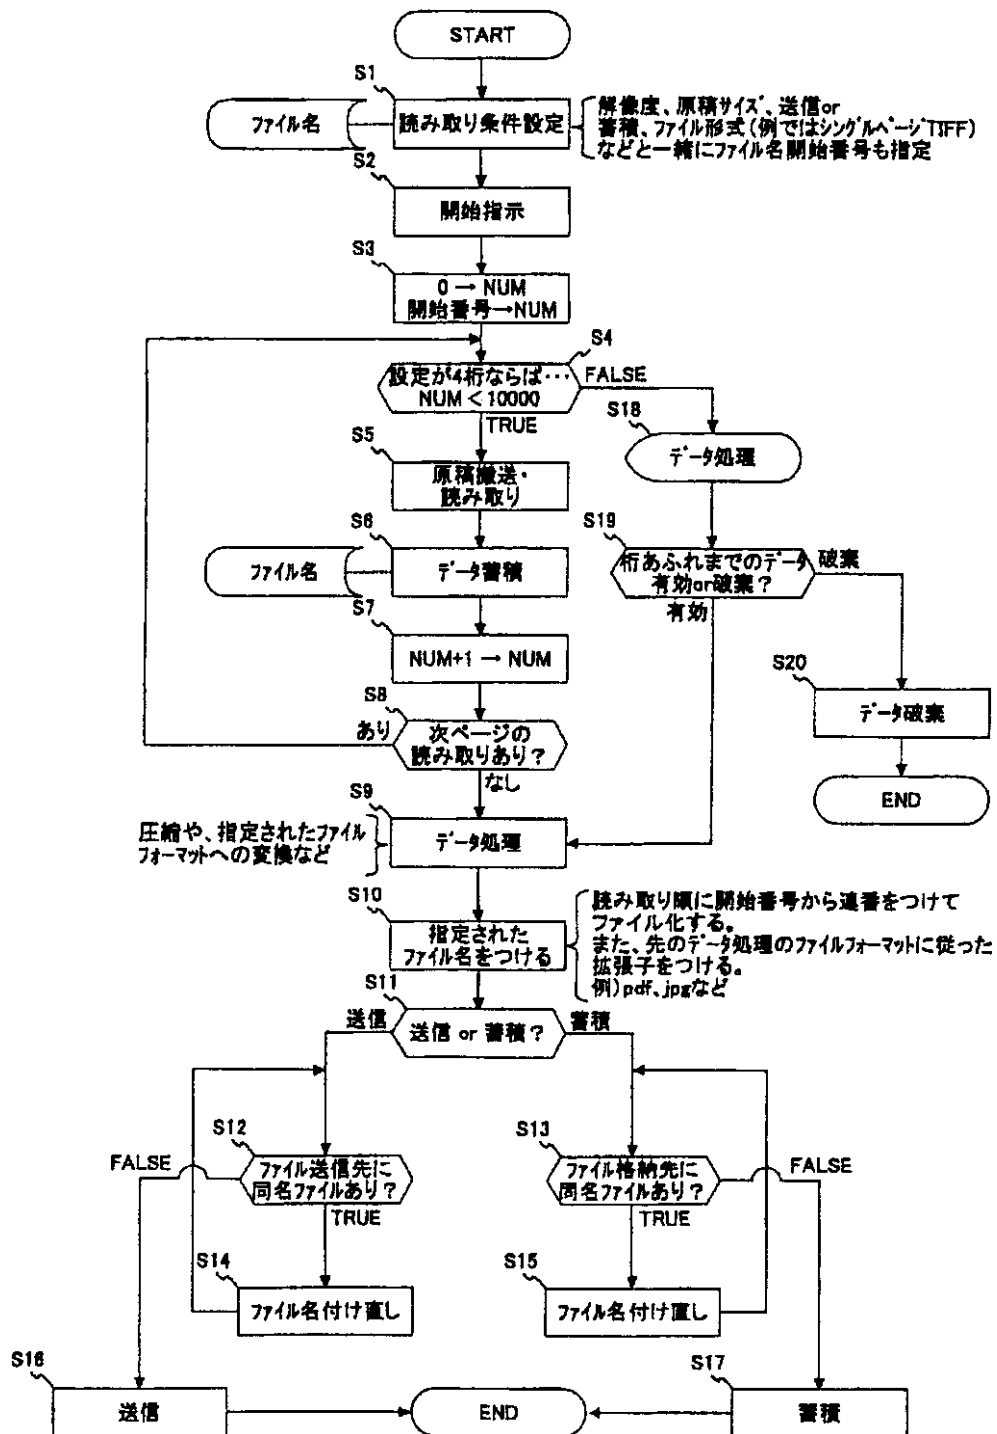 START
S1
ファイル名
読み取り条件設定
解像度、原稿サイズ、送信or
蓄積、ファイル形式(例ではシングルページTIFF)
などと一緒にファイル名開始番号も指定
S2
開始指示
S3
0 → NUM
開始番号→NUM
S4
設定が4桁ならば…
NUM < 10000
FALSE
TRUE
S5
原稿搬送・
読み取り
S18
データ処理
S6
ファイル名
データ蓄積
S19
桁あふれまでのデータ
有効or破棄?
破棄
有効
S7
NUM+1 → NUM
S8
あり
次ページの
読み取りあり?
なし
S20
データ破棄
END
S9
圧縮や、指定されたファイル
フォーマットへの変換など
データ処理
S10
指定された
ファイル名をつける
読み取り順に開始番号から連番をつけて
ファイル化する。
また、先のデータ処理のファイルフォーマットに従った
拡張子をつける。
例)pdf、jpgなど
S11
送信
送信 or 蓄積?
蓄積
S12
FALSE
ファイル送信先に
同名ファイルあり?
TRUE
S13
ファイル格納先に
同名ファイルあり?
FALSE
TRUE
S14
ファイル名付け直し
S15
ファイル名付け直し
S16
送信
END
S17
蓄積